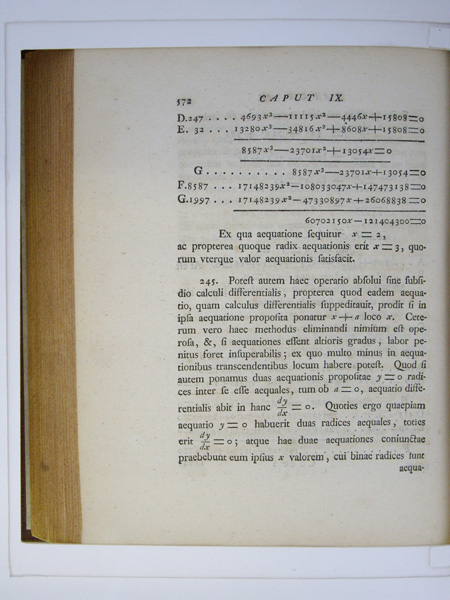 572 CAPUT IX.
D.247 .... 4693x³—11115x²—4446x+15808=0
E. 32 ... 13280x³—34816x²+8608x+15808=0
8587x³—23701x²+13054x=0
G.......... 8587x²—23701x+13054=0
F.8587 ... 17148239x²—108033047x+147473138=0
G.1997 ... 17148239x²—47330897x+26068838=0
60702150x—121404300=0
Ex qua aequatione ſequitur x = 2,
ac propterea quoque radix aequationis erit x=3, quo-
rum vterque valor aequationis ſatisfacit.
245. Poteſt autem haec operatio abſolui ſine ſubſi-
dio calculi differentialis, propterea quod eadem aequa-
tio, quam calculus differentialis ſuppeditauit, prodit ſi in
ipſa aequatione propoſita ponatur x+a loco x. Cete-
rum vero haec methodus eliminandi nimium eſt ope-
roſa, &, ſi aequationes eſſent altioris gradus, labor pe-
nitus foret inſuperabilis; ex quo multo minus in aequa-
tionibus tranſcendentibus locum habere poteſt. Quod ſi
autem ponamus duas aequationis propoſitae y=0 radi-
ces inter ſe eſſe aequales, tum ob a=0, aequatio diffe-
rentialis abit in hanc dy/dx=0. Quoties ergo quaepiam
aequatio y=0 habuerit duas radices aequales, toties
erit dy/dx=0; atque hae duae aequationes coniunctae
praebebunt eum ipſius x valorem, cui binae radices ſunt
aequa-